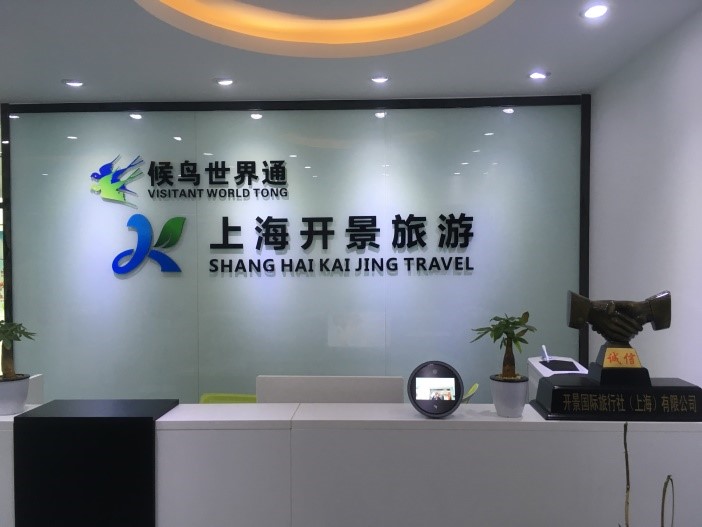 候鸟世界通
VISITANT WORLD TONG
上海开景旅游
SHANG HAI KAI JING TRAVEL
诚信
开景国际旅行社（上海）有限公司